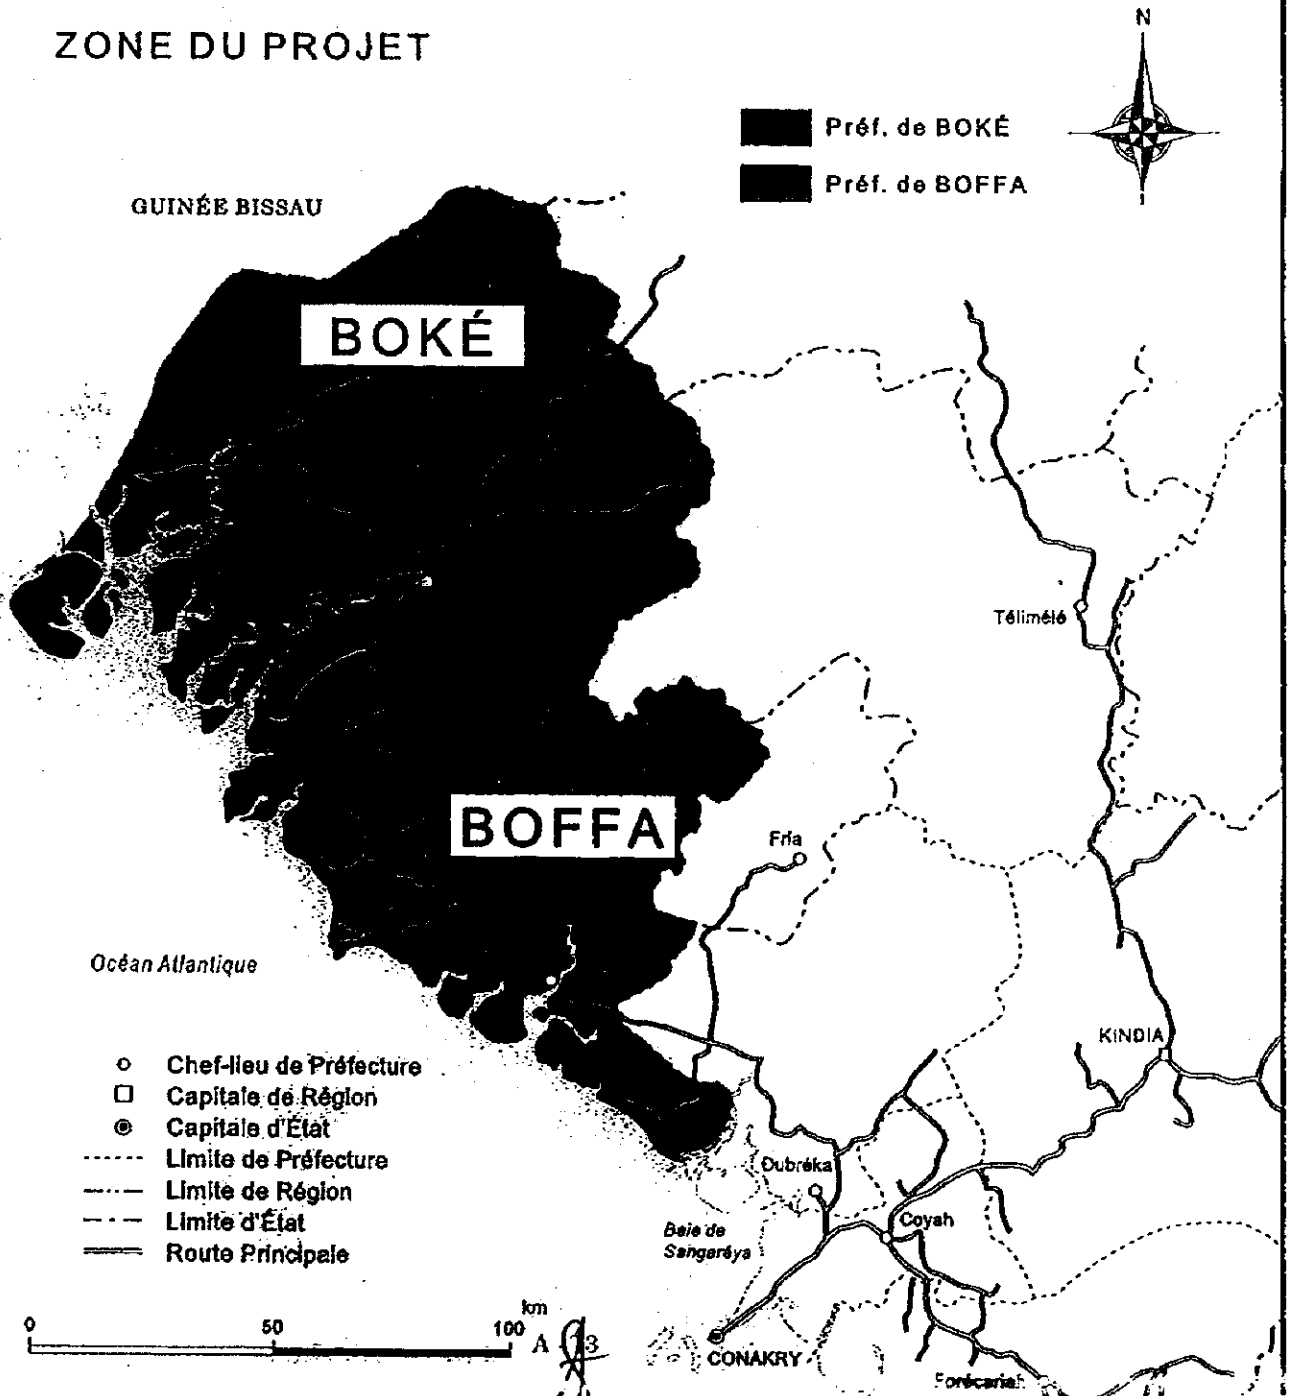 ZONE DU PROJET
N
Préf. de BOKÉ
Préf. de BOFFA
GUINÉE BISSAU
BOKÉ
Télimélé
BOFFA
Fria
Océan Atlantique
KINDIA
Chef-lieu de Préfecture
Capitale de Région
Capitale d'État
Limite de Préfecture
Limite de Région
Limite d'État
Route Principale
Dubréka
Coyah
Baie de
Sangaréya
km
0 50 100
A 3
CONAKRY
Forécariah